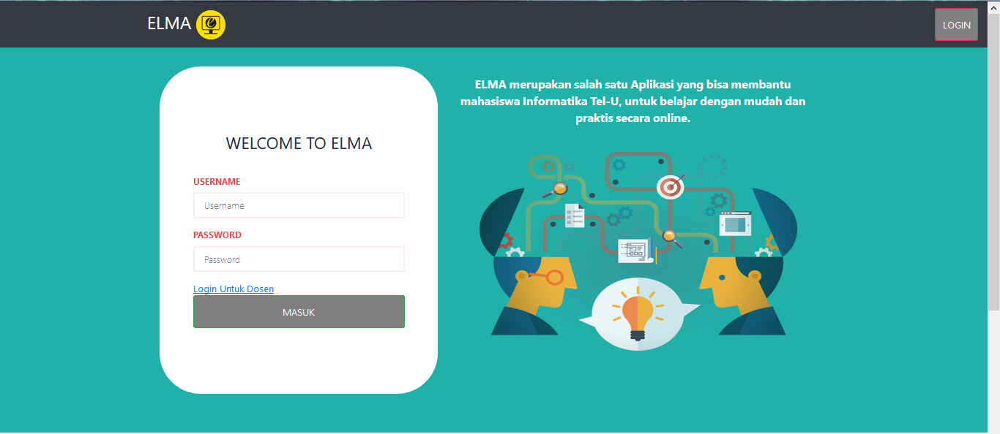 ELMA
LOGIN
WELCOME TO ELMA
USERNAME
Username
PASSWORD
Password
Login Untuk Dosen
MASUK
ELMA merupakan salah satu Aplikasi yang bisa membantu
mahasiswa Informatika Tel-U, untuk belajar dengan mudah dan
praktis secara online.